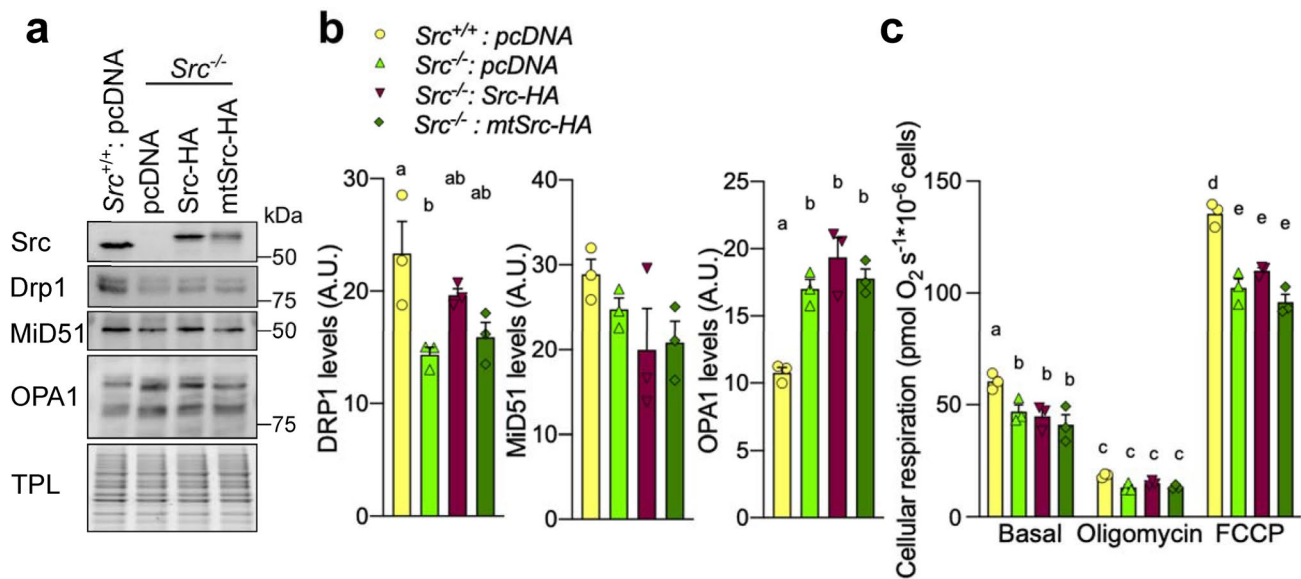 a
Src+/+: pcDNA
Src-/-
pcDNA
Src-HA
mtSrc-HA
kDa
Src
50
Drp1
75
MiD51
50
OPA1
75
TPL
b
Src+/+ : pcDNA
Src-/-: pcDNA
Src-/-: Src-HA
Src-/- : mtSrc-HA
DRP1 levels (A.U.)
30
20
10
0
a
b
ab
ab
MiD51 levels (A.U.)
40
30
20
10
0
OPA1 levels (A.U.)
25
20
15
10
5
0
a
b
b
b
c
Cellular respiration (pmol O2 s-1*10-6 cells)
150
100
50
0
a
b
b
b
c
c
c
c
d
e
e
e
Basal Oligomycin FCCP